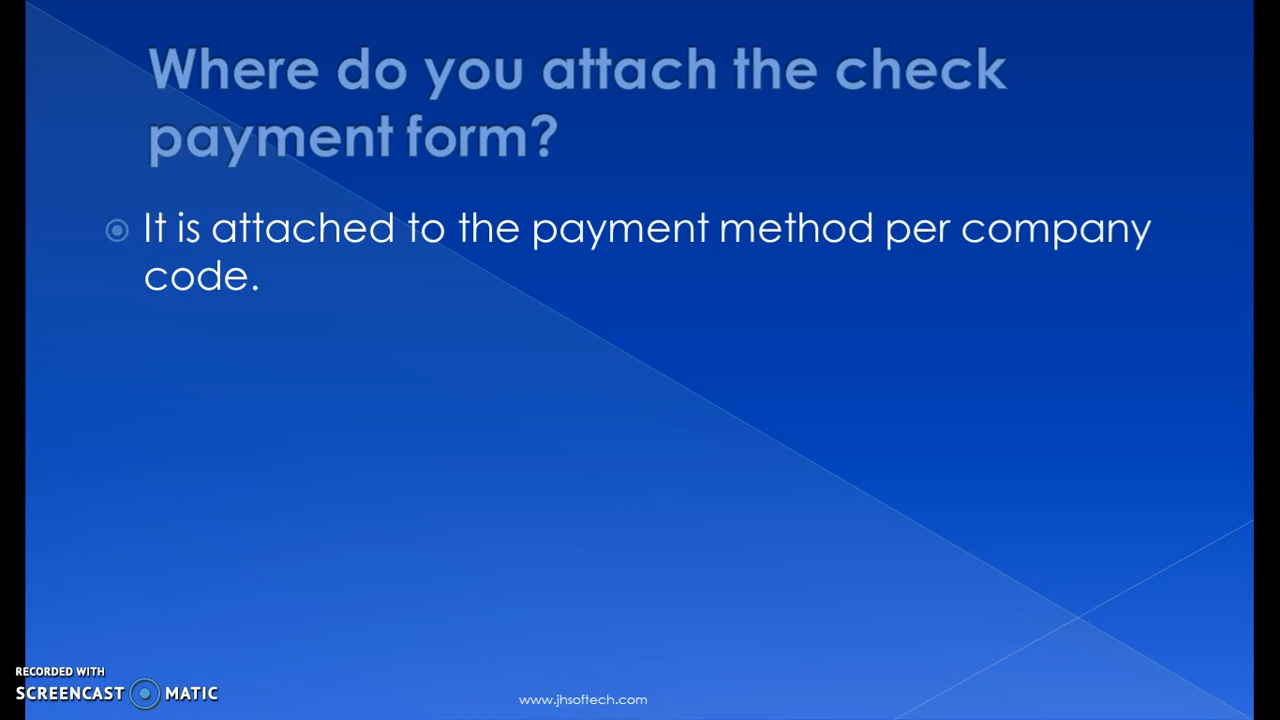 Where do you attach the check
payment form?
It is attached to the payment method per company
code.
RECORDED WITH
SCREENCAST MATIC
www.jhsoftech.com